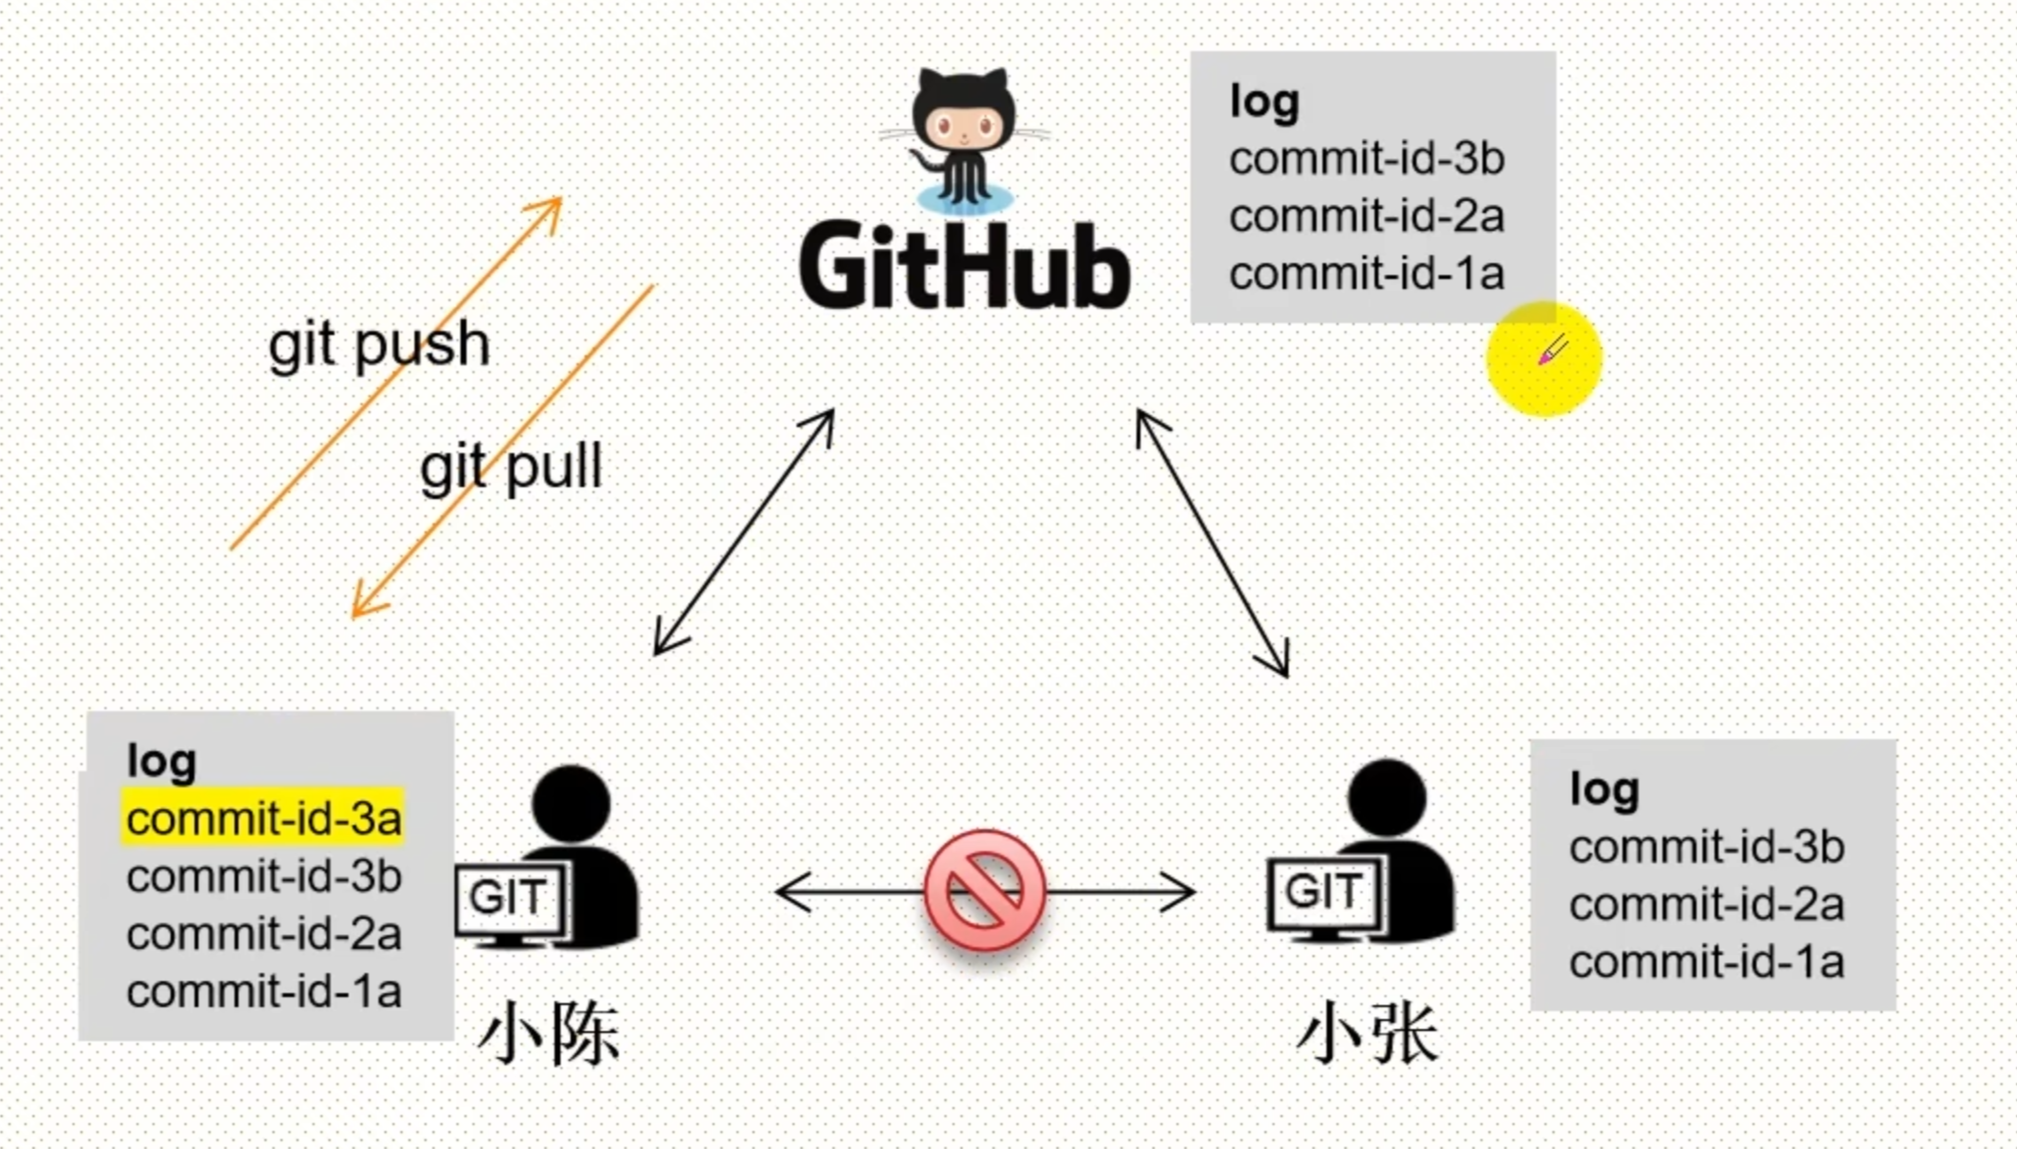 log
commit-id-3b
commit-id-2a
commit-id-1a
GitHub
git push
git pull
log
commit-id-3a
commit-id-3b
commit-id-2a
commit-id-1a
GIT
小陈
GIT
小张
log
commit-id-3b
commit-id-2a
commit-id-1a